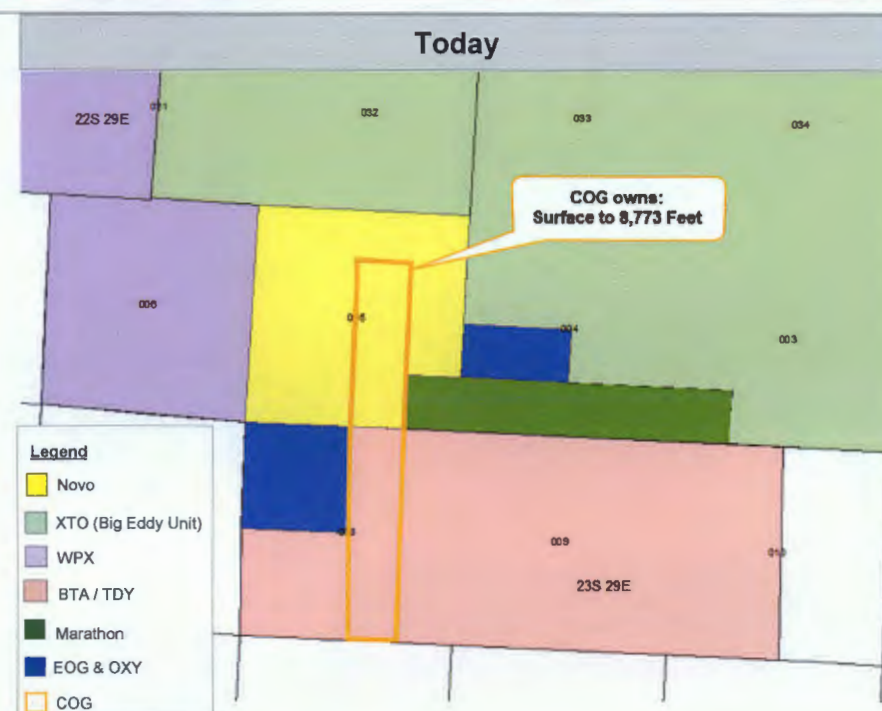 Today
22S 29E
031
032
033
034
COG owns:
Surface to 8,773 Feet
006
004
003
Legend
Novo
XTO (Big Eddy Unit)
WPX
BTA / TDY
Marathon
EOG & OXY
COG
009
23S 29E